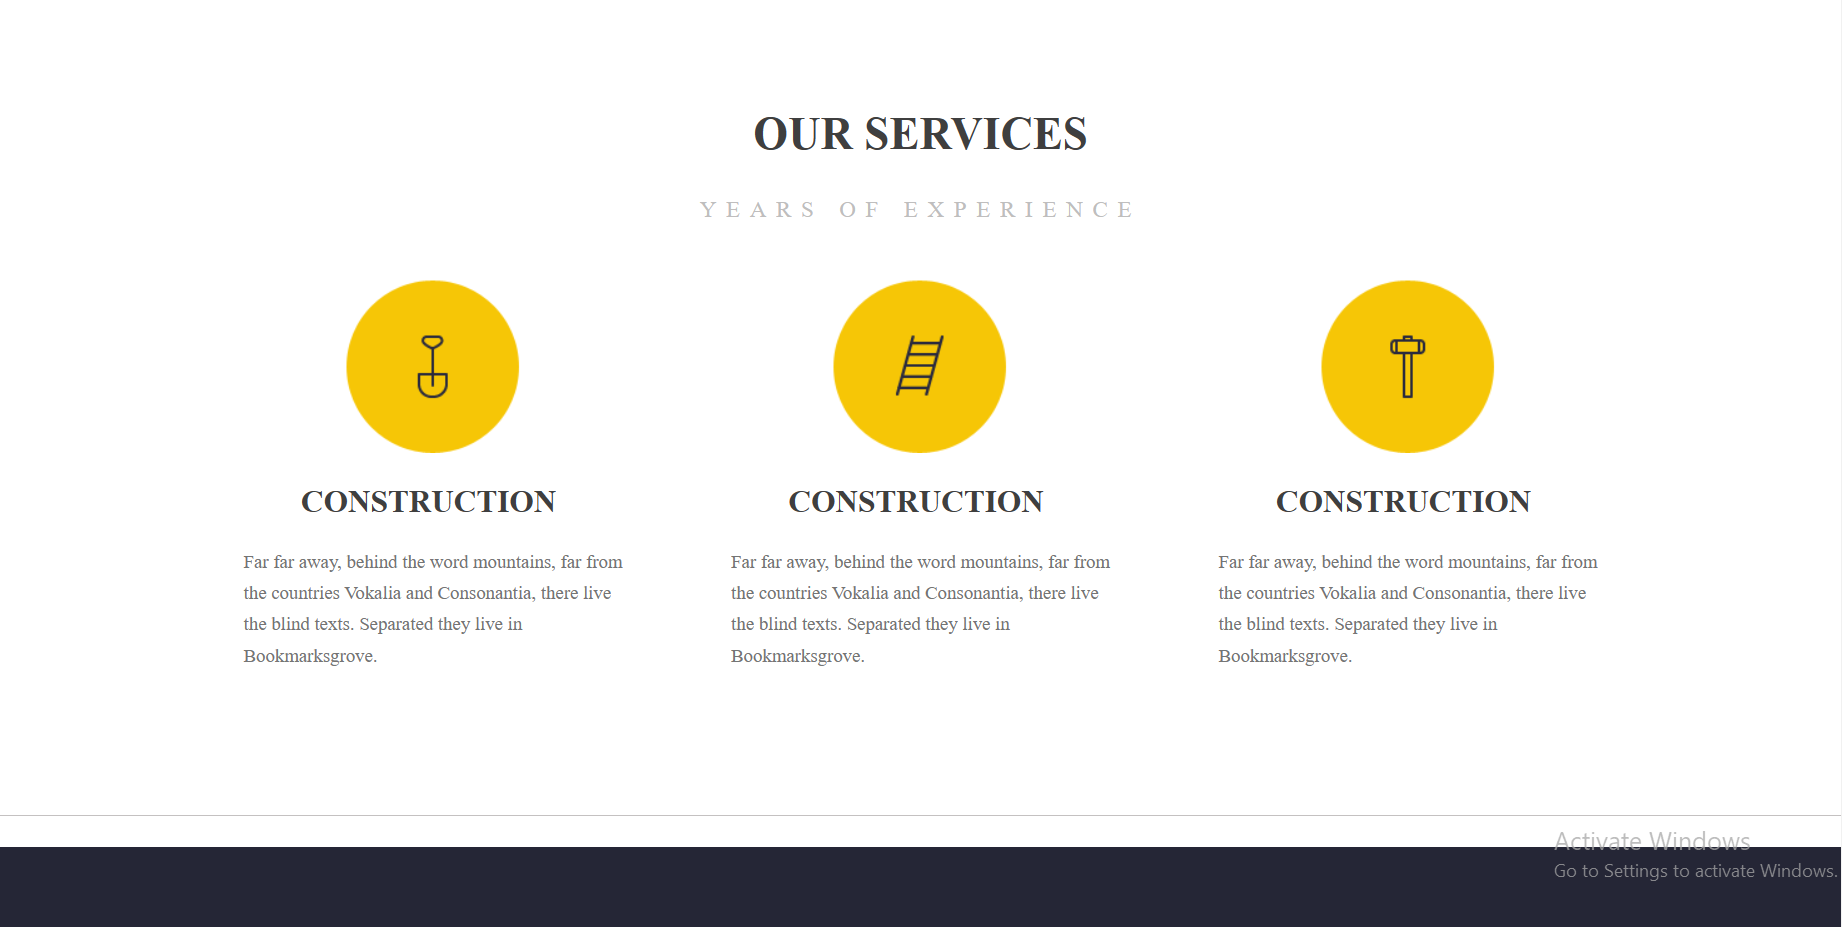 OUR SERVICES
YEARS OF EXPERIENCE
CONSTRUCTION
Far far away, behind the word mountains, far from
the countries Vokalia and Consonantia, there live
the blind texts. Separated they live in
Bookmarksgrove.
CONSTRUCTION
Far far away, behind the word mountains, far from
the countries Vokalia and Consonantia, there live
the blind texts. Separated they live in
Bookmarksgrove.
CONSTRUCTION
Far far away, behind the word mountains, far from
the countries Vokalia and Consonantia, there live
the blind texts. Separated they live in
Bookmarksgrove.
Activate Windows
Go to Settings to activate Windows.